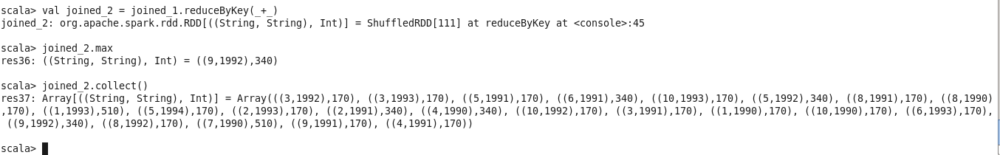 scala> val joined_2 = joined_1.reduceByKey(_+_)
joined_2: org.apache.spark.rdd.RDD[((String, String), Int)] = ShuffledRDD[111] at reduceByKey at <console>:45
scala> joined_2.max
res36: ((String, String), Int) = ((9,1992),340)
scala> joined_2.collect()
res37: Array[((String, String), Int)] = Array(((3,1992),170), ((3,1993),170), ((5,1991),170), ((6,1991),340), ((10,1993),170), ((5,1992),340), ((8,1991),170), ((8,1990)
,170), ((1,1993),510), ((5,1994),170), ((2,1993),170), ((2,1991),340), ((4,1990),340), ((10,1992),170), ((3,1991),170), ((1,1990),170), ((10,1990),170), ((6,1993),170),
((9,1992),340), ((8,1992),170), ((7,1990),510), ((9,1991),170), ((4,1991),170))
scala>